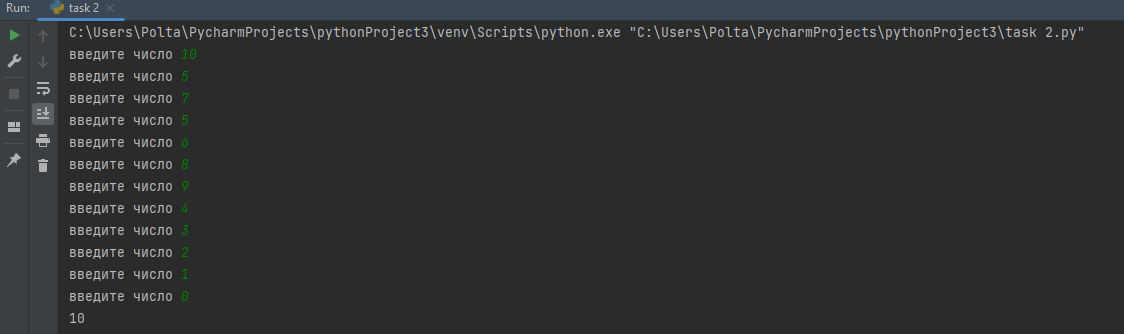 Run: task 2
C:\Users\Polta\PycharmProjects\pythonProject3\venv\Scripts\python.exe "C:\Users\Polta\PycharmProjects\pythonProject3\task 2.py"
введите число 10
введите число 5
введите число 7
введите число 5
введите число 6
введите число 8
введите число 9
введите число 4
введите число 3
введите число 2
введите число 1
введите число 0
10